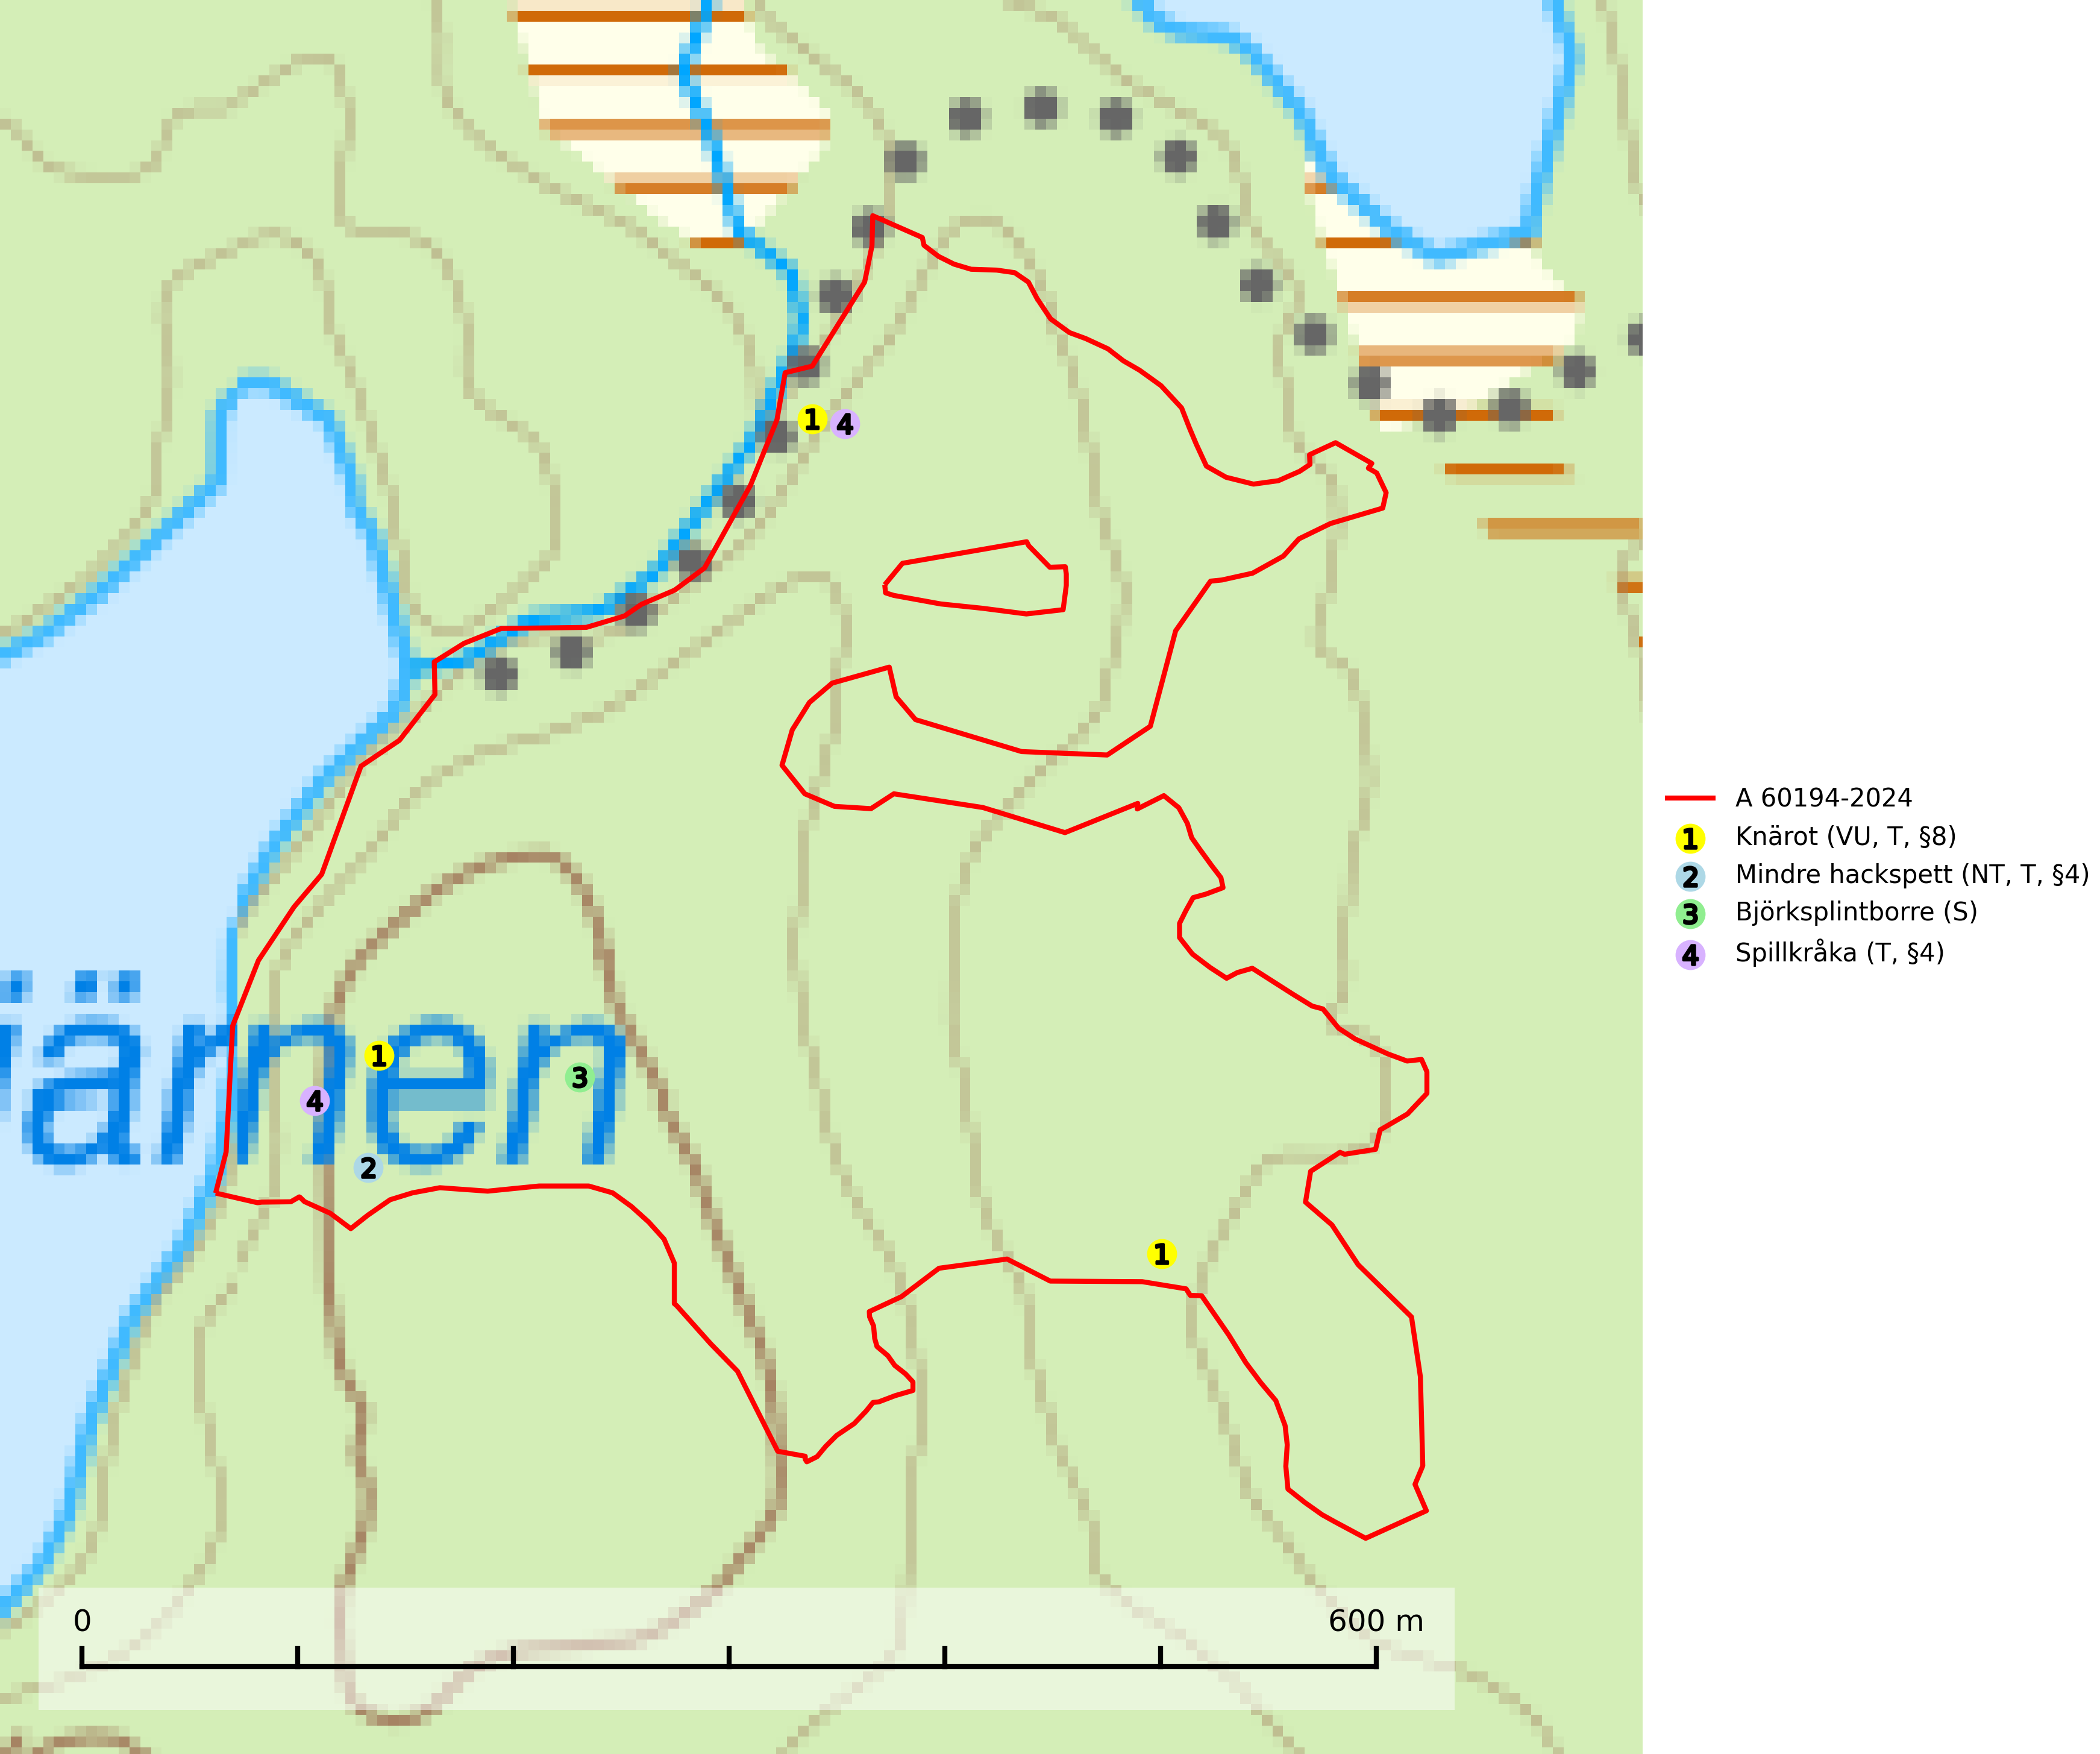 A 60194-2024
1 Knärot (VU, T, §8)
2 Mindre hackspett (NT, T, §4)
3 Björksplintborre (S)
4 Spillkråka (T, §4)
1 4
1
3
4
2
1
0 600 m